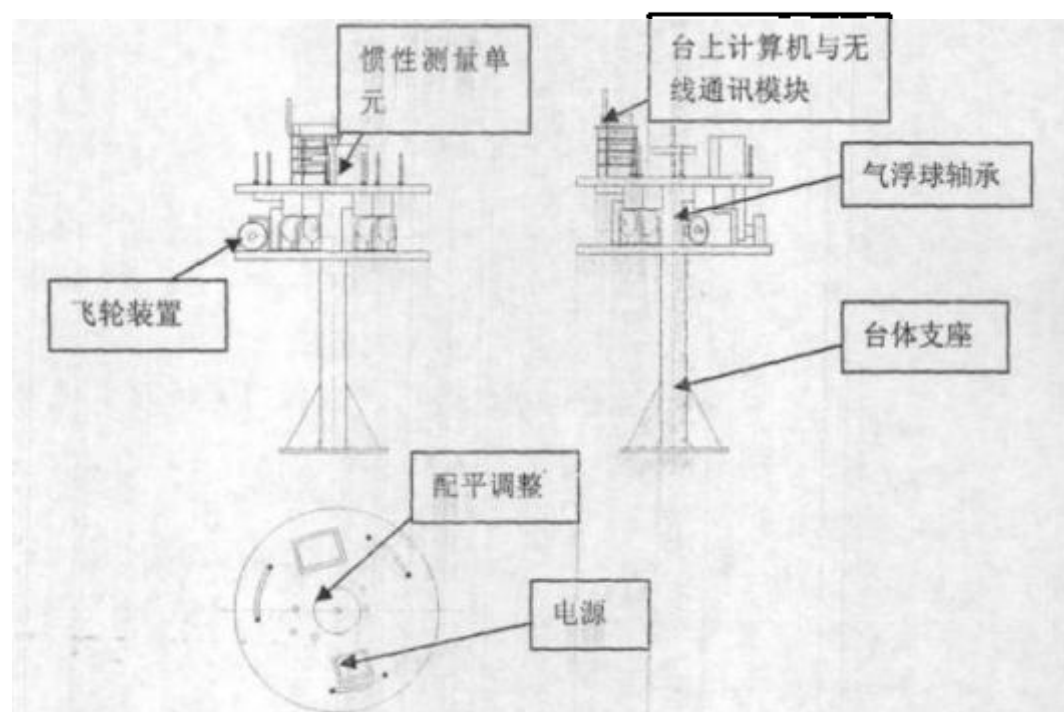 惯性测量单
元
台上计算机与无
线通讯模块
气浮球轴承
飞轮装置
台体支座
配平调整
电源